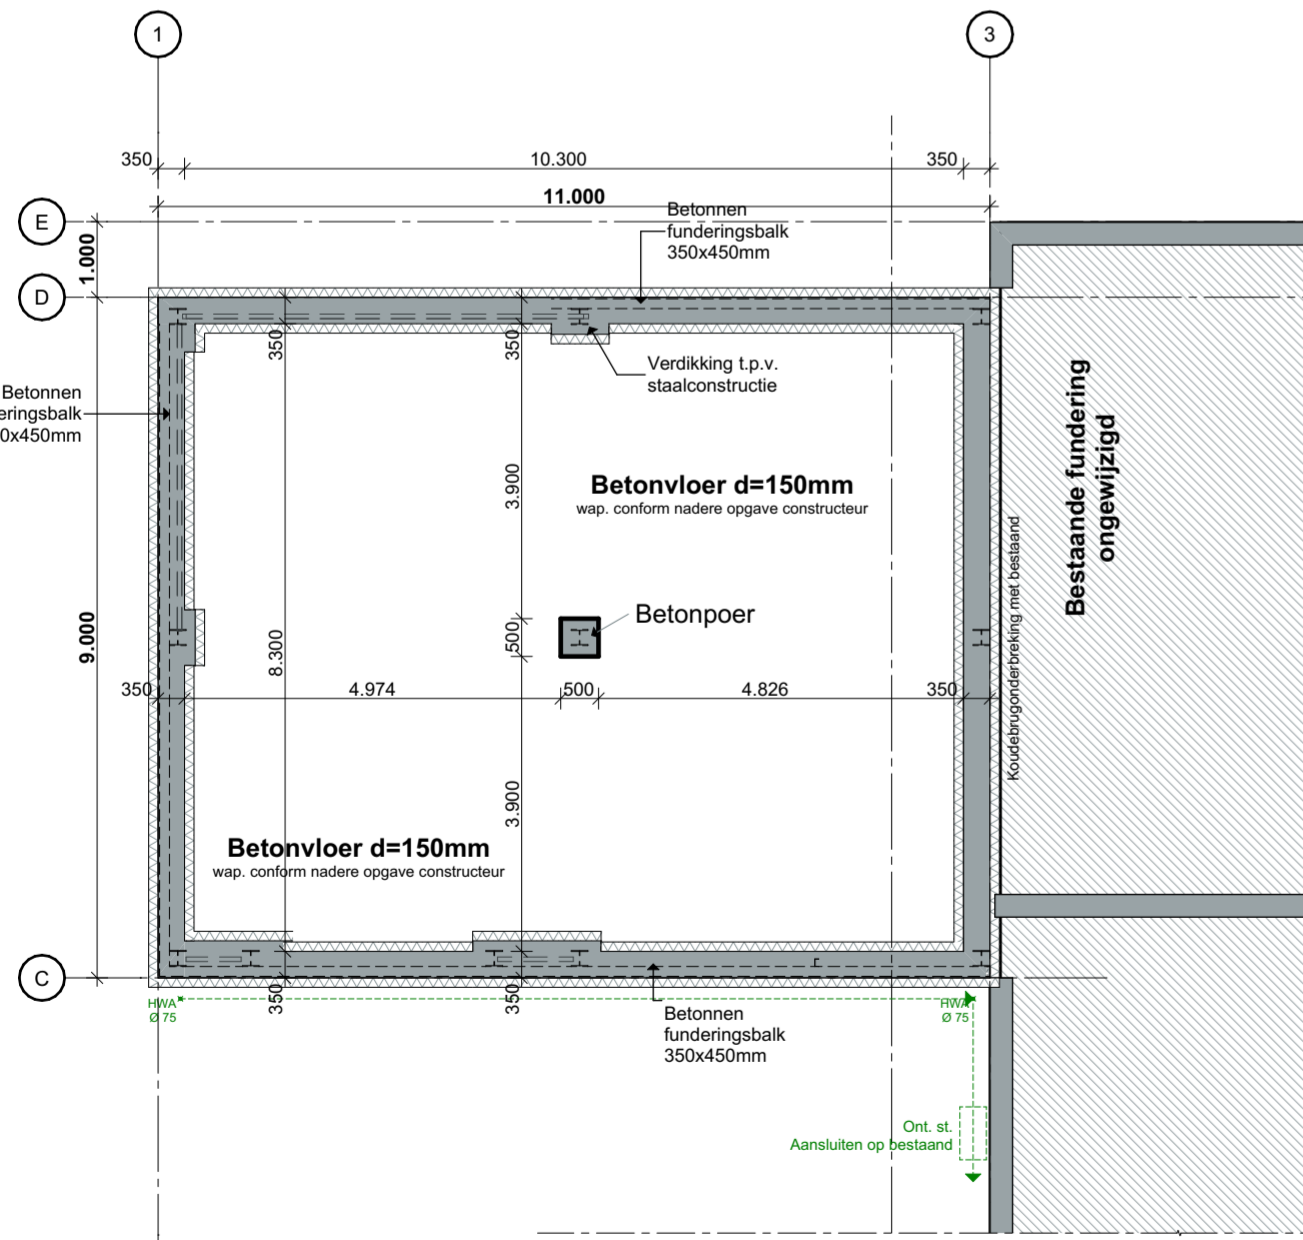 1
3
350
10.300
350
11.000
E
1.000
D
Betonnen
funderingsbalk
350x450mm
350
350
Verdikking t.p.v.
staalconstructie
Betonnen
eringsbalk
0x450mm
Bestaande fundering
ongewijzigd
3.900
Betonvloer d=150mm
wap. conform nadere opgave constructeur
Koudebrugonderbreking met bestaand
Betonpoer
9.000
8.300
500
350
4.974
500
4.826
350
3.900
Betonvloer d=150mm
wap. conform nadere opgave constructeur
C
HWA
Ø 75
350
350
HWA
Ø 75
Betonnen
funderingsbalk
350x450mm
Ont. st.
Aansluiten op bestaand